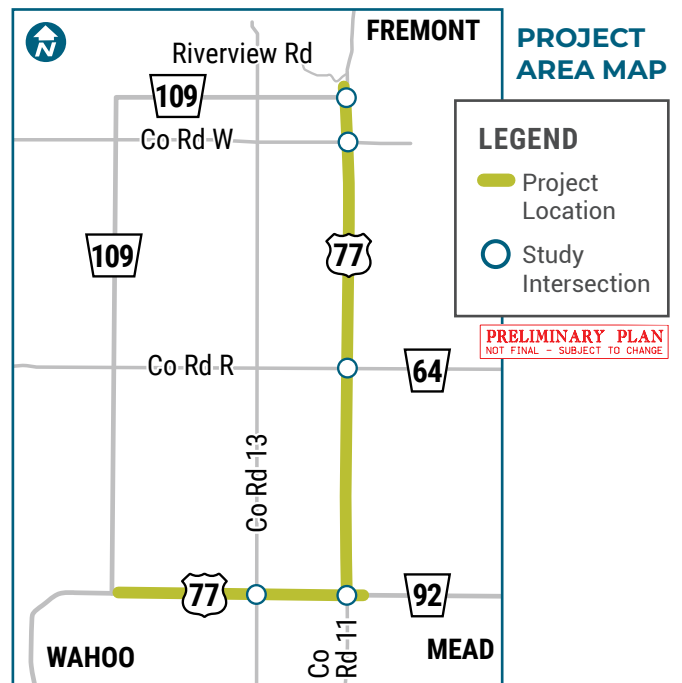 N
FREMONT
PROJECT
AREA MAP
Riverview Rd
109
Co Rd W
LEGEND
Project
Location
Study
Intersection
109
77
PRELIMINARY PLAN
NOT FINAL - SUBJECT TO CHANGE
Co Rd R
64
Co Rd 13
77
92
Co
Rd 11
WAHOO
MEAD